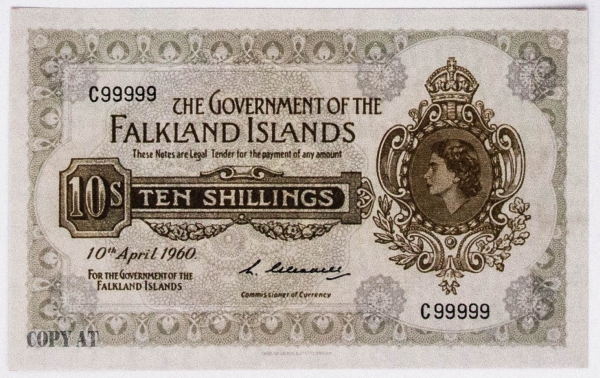 C99999
THE GOVERNMENT OF THE
FALKLAND ISLANDS
These Notes are Legal Tender for the payment of any amount
10s TEN SHILLINGS
10th April 1960.
FOR THE GOVERNMENT OF THE
FALKLAND ISLANDS
Commissioner of Currency
C99999
COPY AT